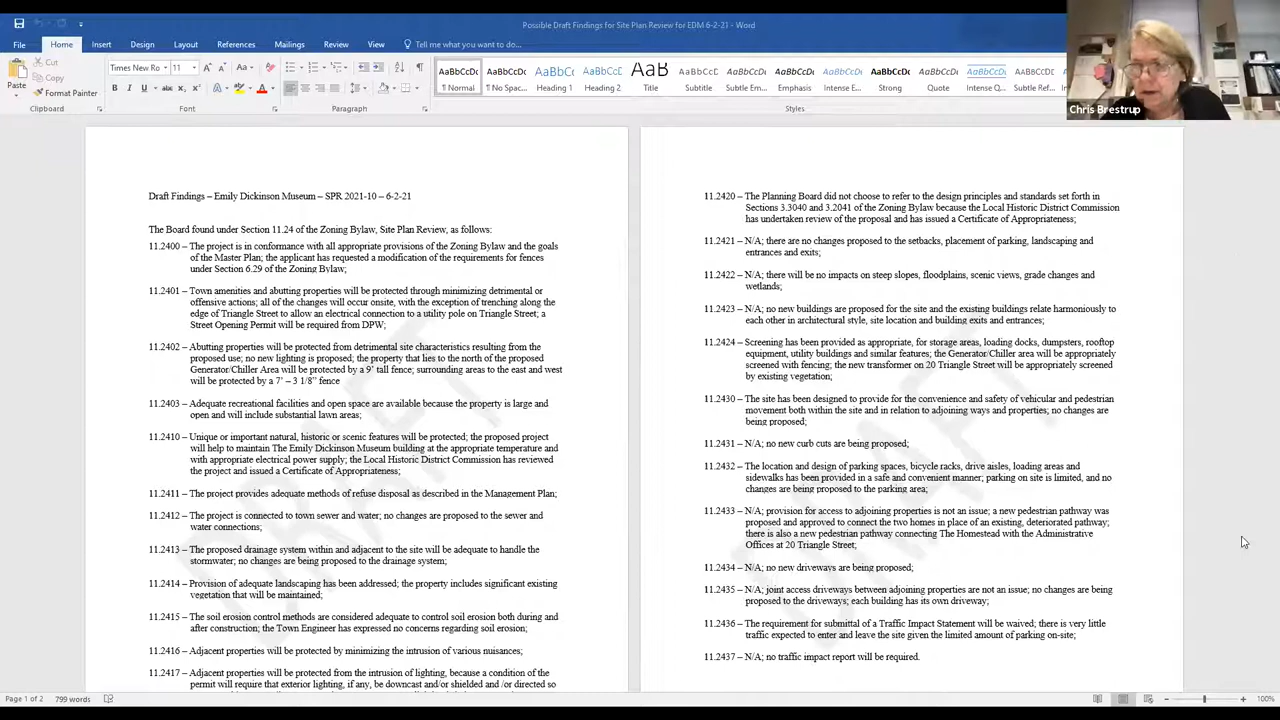 Possible Draft Findings for Site Plan Review for EDM 6-2-21 - Word
File Home Insert Design Layout References Mailings Review View Tell me what you want to do...
Cut
Copy
Paste
Format Painter
Times New Ro 11
AaBbCcDc AaBbCcDc AaBbCc AaBbCcC AaB AaBbCcC AaBbCcDc AaBbCcDc AaBbCcDc AaBbCcDc AaBbCcDc AaBbCcDc AaBbCcDc
¶ Normal ¶ No Spac... Heading 1 Heading 2 Title Subtitle Subtle Em... Emphasis Intense E... Strong Quote Intense Q... Subtle Ref...
Clipboard Font Paragraph Styles
Chris Brestrup
Draft Findings – Emily Dickinson Museum – SPR 2021-10 – 6-2-21
The Board found under Section 11.24 of the Zoning Bylaw, Site Plan Review, as follows:
11.2400 – The project is in conformance with all appropriate provisions of the Zoning Bylaw and the goals
of the Master Plan; the applicant has requested a modification of the requirements for fences
under Section 6.29 of the Zoning Bylaw;
11.2401 – Town amenities and abutting properties will be protected through minimizing detrimental or
offensive actions; all of the changes will occur onsite, with the exception of trenching along the
edge of Triangle Street to allow an electrical connection to a utility pole on Triangle Street; a
Street Opening Permit will be required from DPW;
11.2402 – Abutting properties will be protected from detrimental site characteristics resulting from the
proposed use; no new lighting is proposed; the property that lies to the north of the proposed
Generator/Chiller Area will be protected by a 9’ tall fence; surrounding areas to the east and west
will be protected by a 7’ – 3 1/8” fence
11.2403 – Adequate recreational facilities and open space are available because the property is large and
open and will include substantial lawn areas;
11.2410 – Unique or important natural, historic or scenic features will be protected; the proposed project
will help to maintain The Emily Dickinson Museum building at the appropriate temperature and
with appropriate electrical power supply; the Local Historic District Commission has reviewed
the project and issued a Certificate of Appropriateness;
11.2411 – The project provides adequate methods of refuse disposal as described in the Management Plan;
11.2412 – The project is connected to town sewer and water; no changes are proposed to the sewer and
water connections;
11.2413 – The proposed drainage system within and adjacent to the site will be adequate to handle the
stormwater; no changes are being proposed to the drainage system;
11.2414 – Provision of adequate landscaping has been addressed; the property includes significant existing
vegetation that will be maintained;
11.2415 – The soil erosion control methods are considered adequate to control soil erosion both during and
after construction; the Town Engineer has expressed no concerns regarding soil erosion;
11.2416 – Adjacent properties will be protected by minimizing the intrusion of various nuisances;
11.2417 – Adjacent properties will be protected from the intrusion of lighting, because a condition of the
permit will require that exterior lighting, if any, be downcast and/or shielded and /or directed so
11.2420 – The Planning Board did not choose to refer to the design principles and standards set forth in
Sections 3.3040 and 3.2041 of the Zoning Bylaw because the Local Historic District Commission
has undertaken review of the proposal and has issued a Certificate of Appropriateness;
11.2421 – N/A; there are no changes proposed to the setbacks, placement of parking, landscaping and
entrances and exits;
11.2422 – N/A; there will be no impacts on steep slopes, floodplains, scenic views, grade changes and
wetlands;
11.2423 – N/A; no new buildings are proposed for the site and the existing buildings relate harmoniously to
each other in architectural style, site location and building exits and entrances;
11.2424 – Screening has been provided as appropriate, for storage areas, loading docks, dumpsters, rooftop
equipment, utility buildings and similar features; the Generator/Chiller area will be appropriately
screened with fencing; the new transformer on 20 Triangle Street will be appropriately screened
by existing vegetation;
11.2430 – The site has been designed to provide for the convenience and safety of vehicular and pedestrian
movement both within the site and in relation to adjoining ways and properties; no changes are
being proposed;
11.2431 – N/A; no new curb cuts are being proposed;
11.2432 – The location and design of parking spaces, bicycle racks, drive aisles, loading areas and
sidewalks has been provided in a safe and convenient manner; parking on site is limited, and no
changes are being proposed to the parking area;
11.2433 – N/A; provision for access to adjoining properties is not an issue; a new pedestrian pathway was
proposed and approved to connect the two homes in place of an existing, deteriorated pathway;
there is also a new pedestrian pathway connecting The Homestead with the Administrative
Offices at 20 Triangle Street;
11.2434 – N/A; no new driveways are being proposed;
11.2435 – N/A; joint access driveways between adjoining properties are not an issue; no changes are being
proposed to the driveways; each building has its own driveway;
11.2436 – The requirement for submittal of a Traffic Impact Statement will be waived; there is very little
traffic expected to enter and leave the site given the limited amount of parking on-site;
11.2437 – N/A; no traffic impact report will be required.
DRAFT
DRAFT
Page 1 of 2 799 words
100%